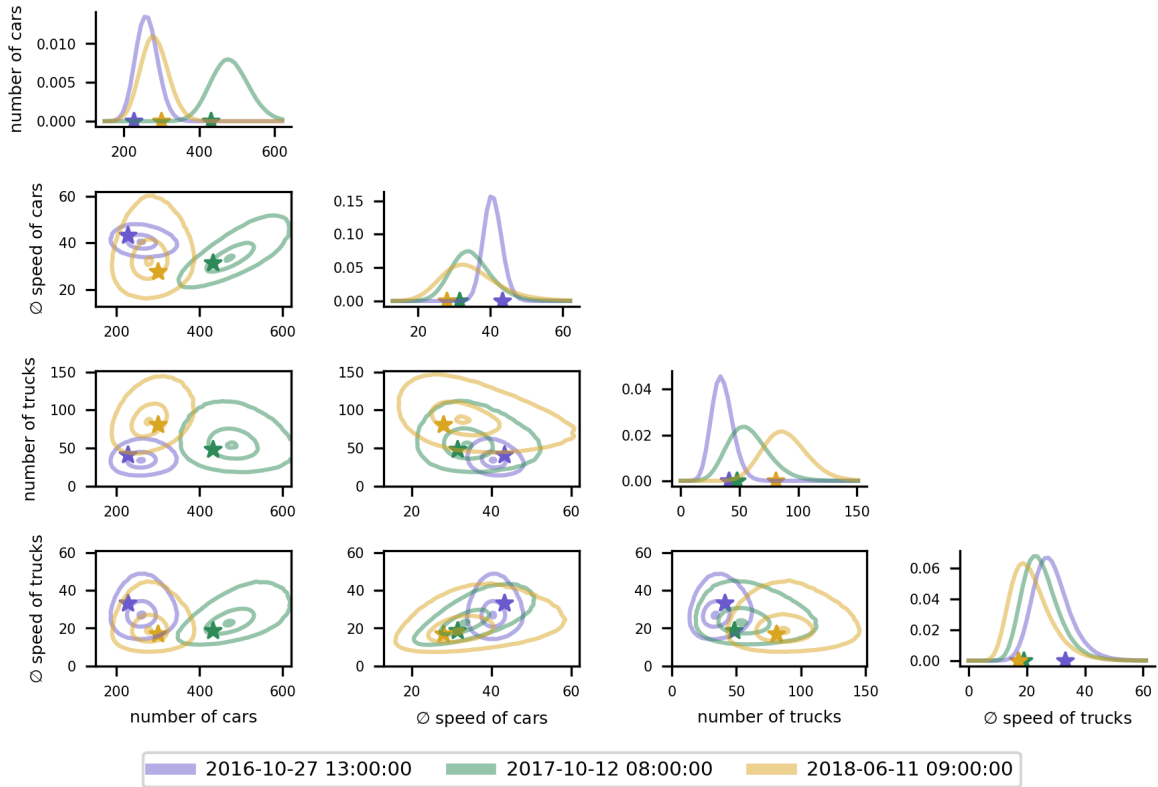 number of cars
0.010
0.005
0.000
200 400 600
∅ speed of cars
60
40
20
200 400 600
0.15
0.10
0.05
0.00
20 40 60
number of trucks
150
100
50
0
200 400 600
150
100
50
0
20 40 60
0.04
0.02
0.00
0 50 100 150
∅ speed of trucks
60
40
20
0
200 400 600
number of cars
60
40
20
0
20 40 60
∅ speed of cars
60
40
20
0
0 50 100 150
number of trucks
0.06
0.04
0.02
0.00
0 20 40 60
∅ speed of trucks
2016-10-27 13:00:00 2017-10-12 08:00:00 2018-06-11 09:00:00